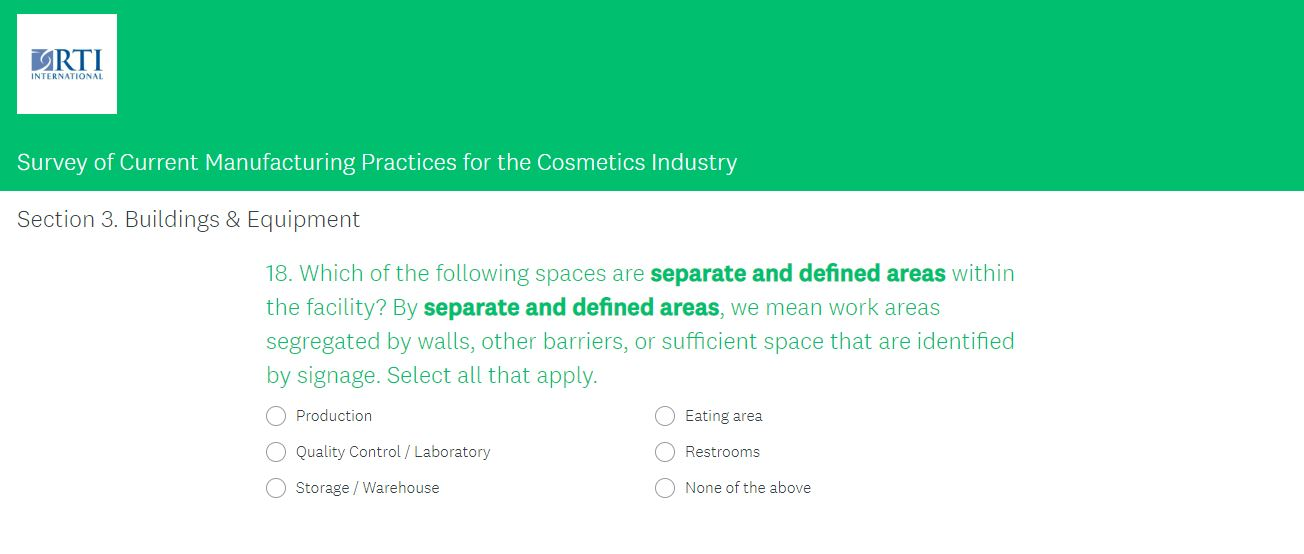 RTI
INTERNATIONAL
Survey of Current Manufacturing Practices for the Cosmetics Industry
Section 3. Buildings & Equipment
18. Which of the following spaces are separate and defined areas within
the facility? By separate and defined areas, we mean work areas
segregated by walls, other barriers, or sufficient space that are identified
by signage. Select all that apply.
Production
Quality Control / Laboratory
Storage / Warehouse
Eating area
Restrooms
None of the above